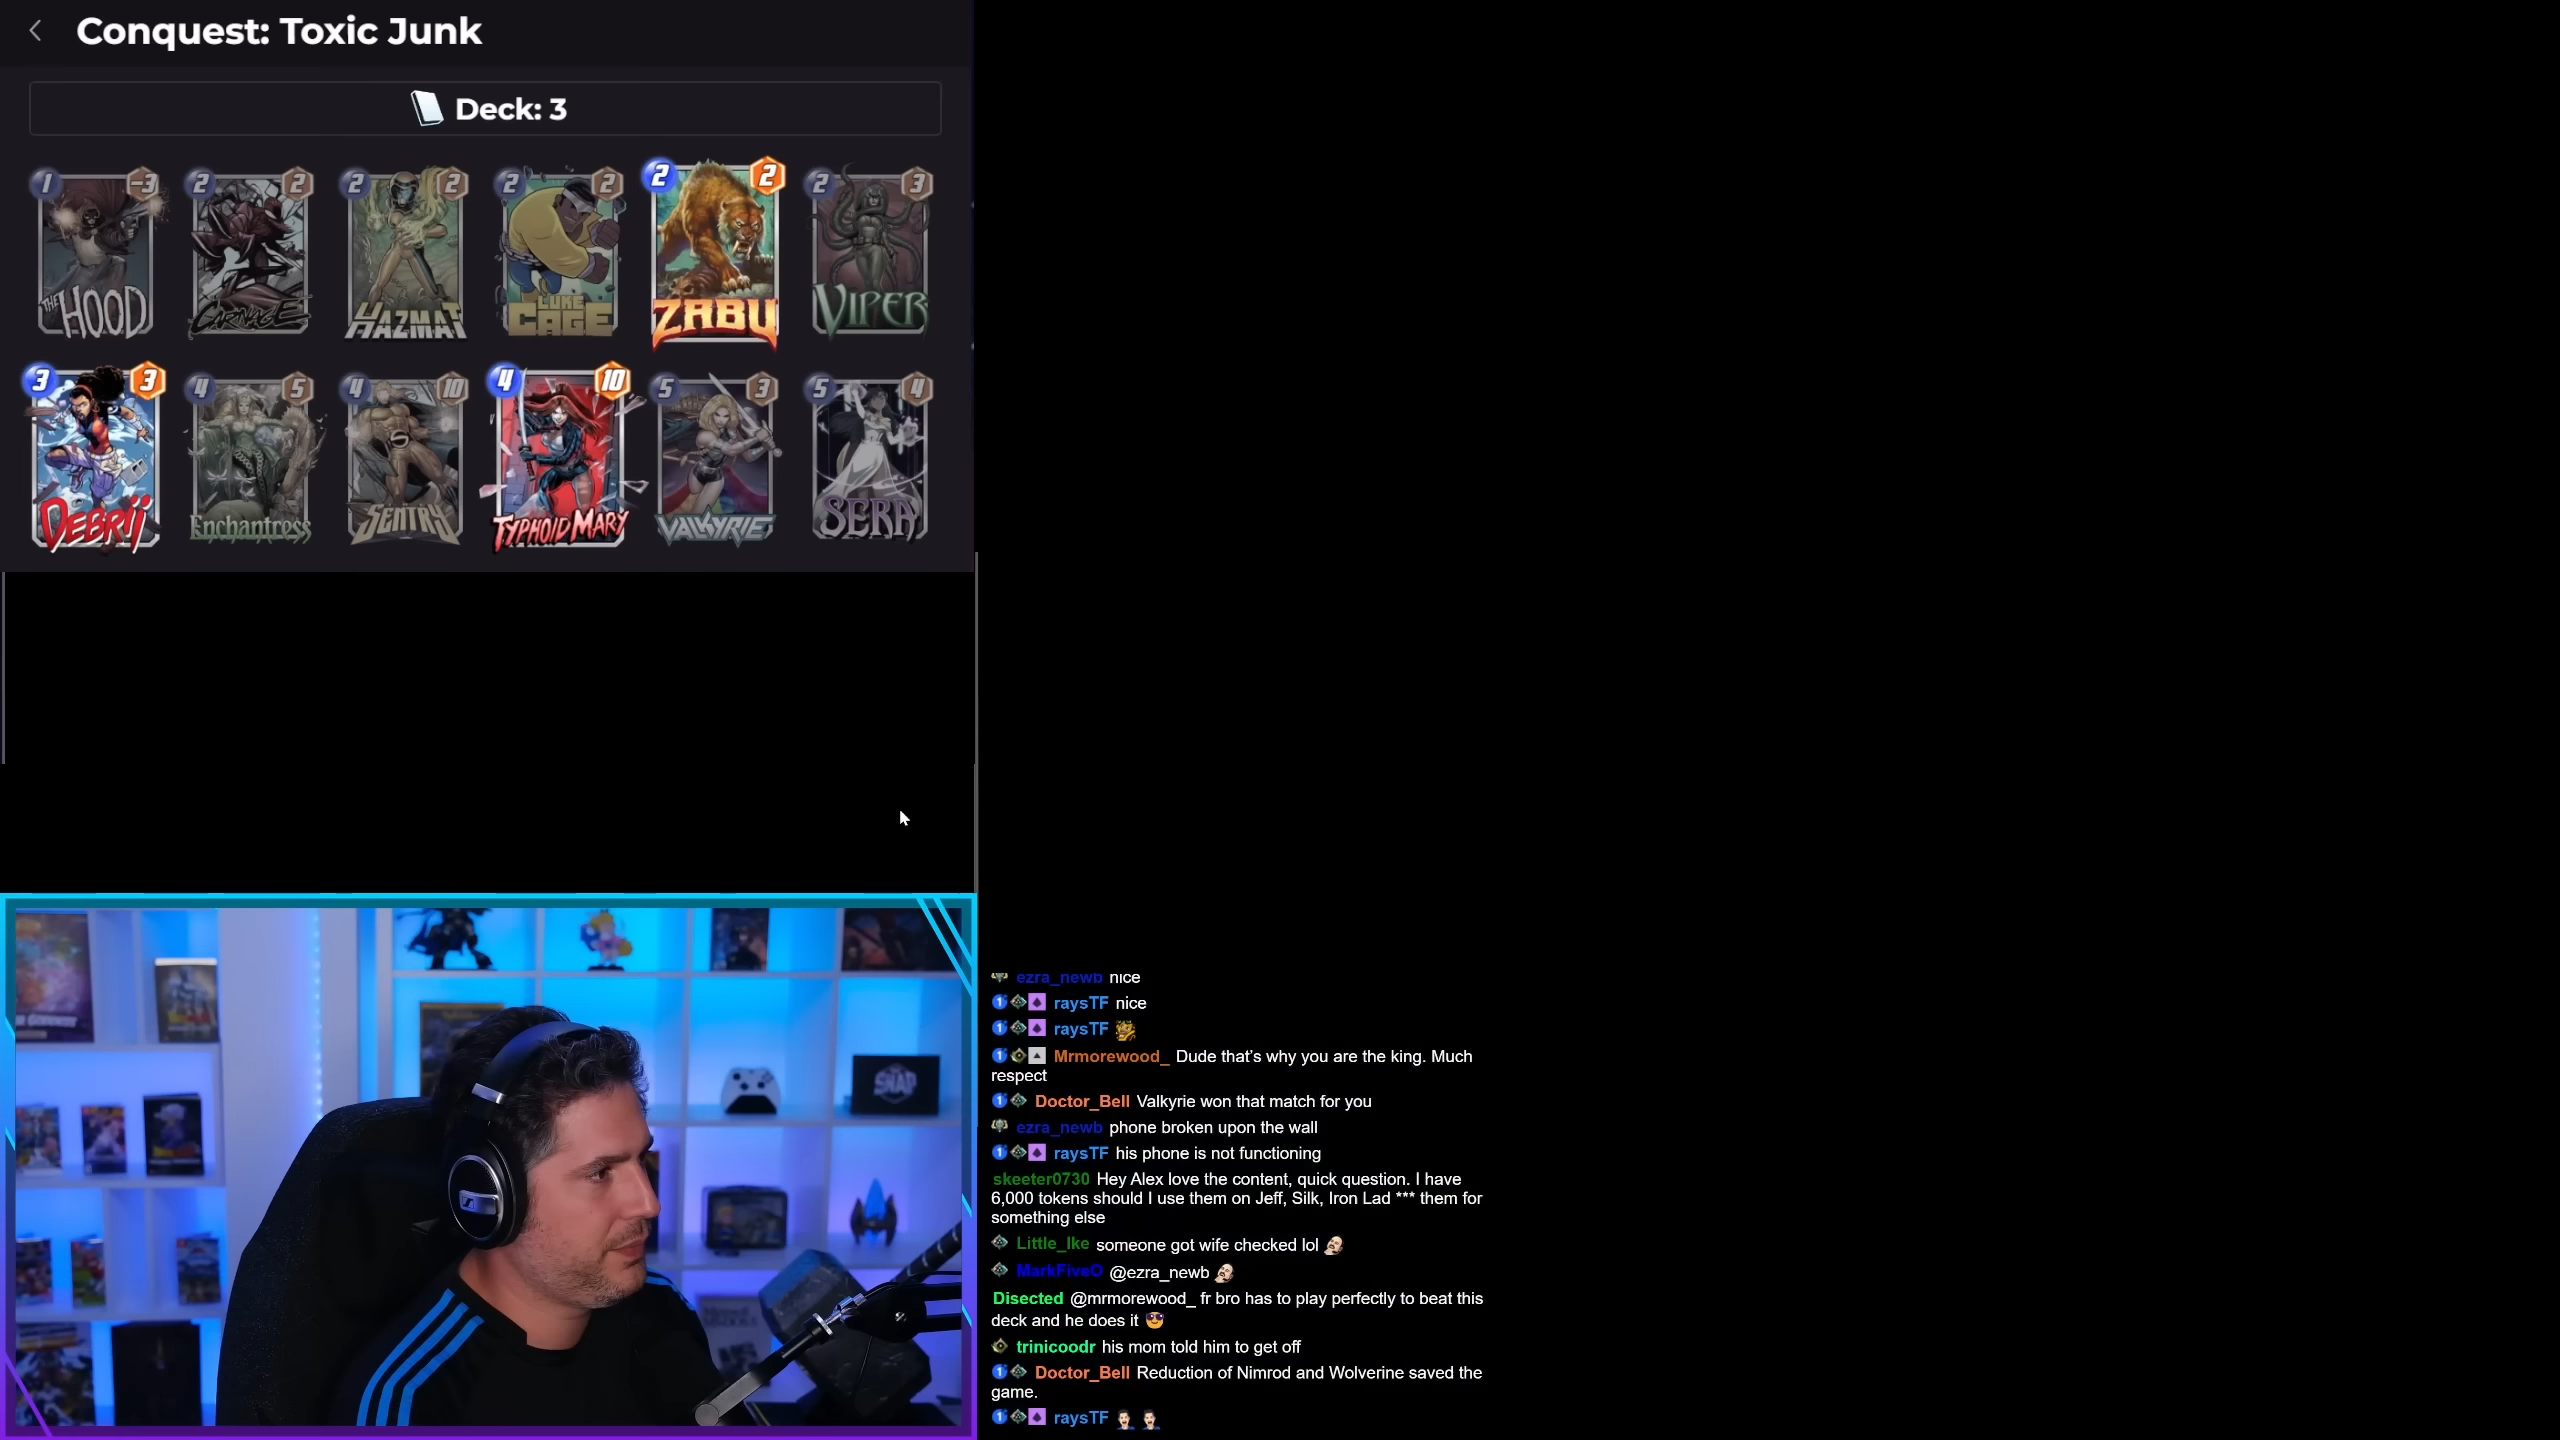 Conquest: Toxic Junk
Deck: 3
1 -3 2 2 2 2 2 2 2 2 2 3
THE HOOD CARNAGE HAZMAT LUKE CAGE ZABU VIPER
3 3 4 5 4 10 4 10 5 3 5 4
DEBRII Enchantress SENTRY TYPHOID MARY VALKYRIE SERA
SNAP
ezra_newb nice
raysTF nice
raysTF
Mrmorewood_ Dude that's why you are the king. Much
respect
Doctor_Bell Valkyrie won that match for you
ezra_newb phone broken upon the wall
raysTF his phone is not functioning
skeeter0730 Hey Alex love the content, quick question. I have
6,000 tokens should I use them on Jeff, Silk, Iron Lad *** them for
something else
Little_Ike someone got wife checked lol
MarkFiveO @ezra_newb
Disected @mrmorewood_ fr bro has to play perfectly to beat this
deck and he does it
trinicoodr his mom told him to get off
Doctor_Bell Reduction of Nimrod and Wolverine saved the
game.
raysTF